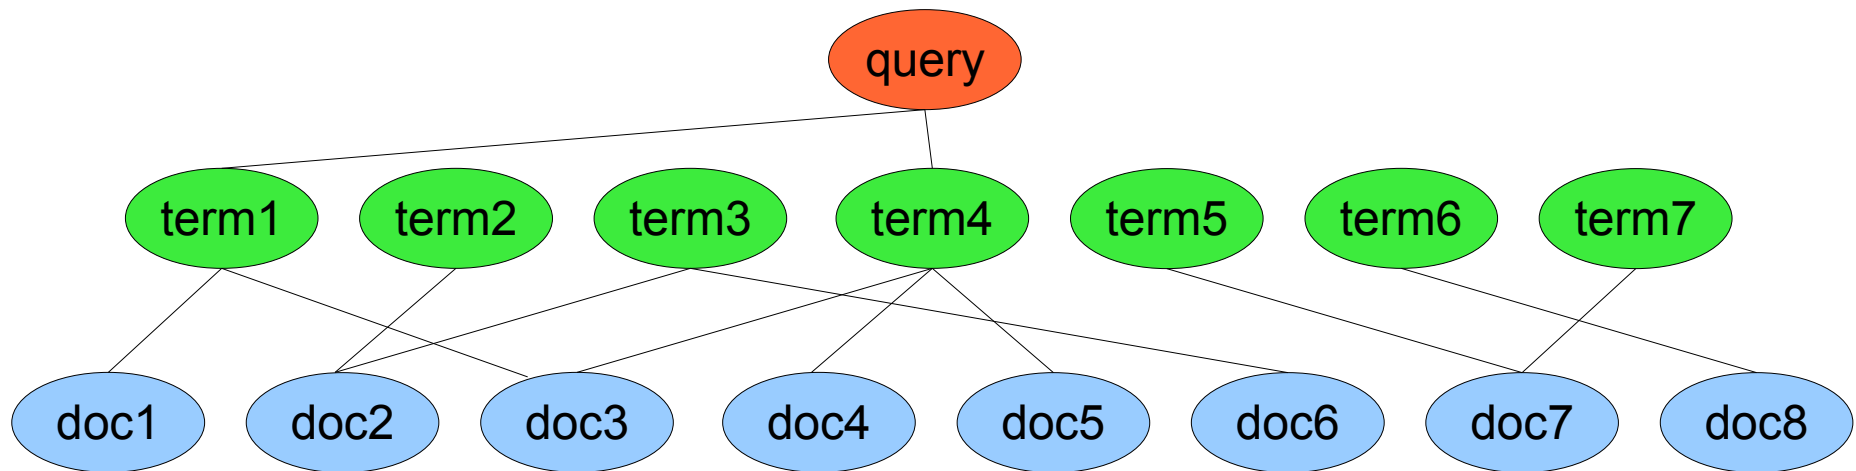 query
term1 term2 term3 term4 term5 term6 term7
doc1 doc2 doc3 doc4 doc5 doc6 doc7 doc8